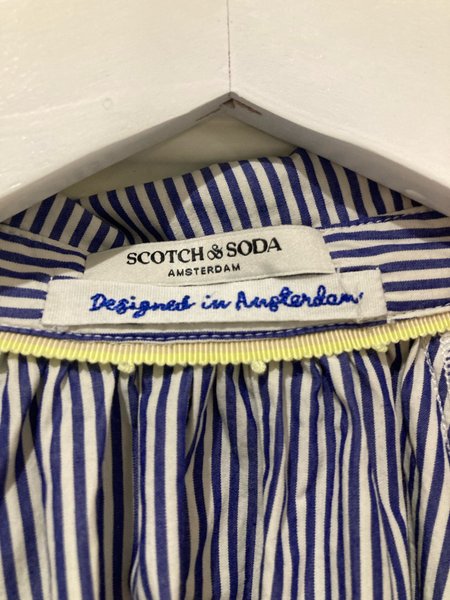 SCOTCH & SODA
AMSTERDAM
Designed in Amsterdam.